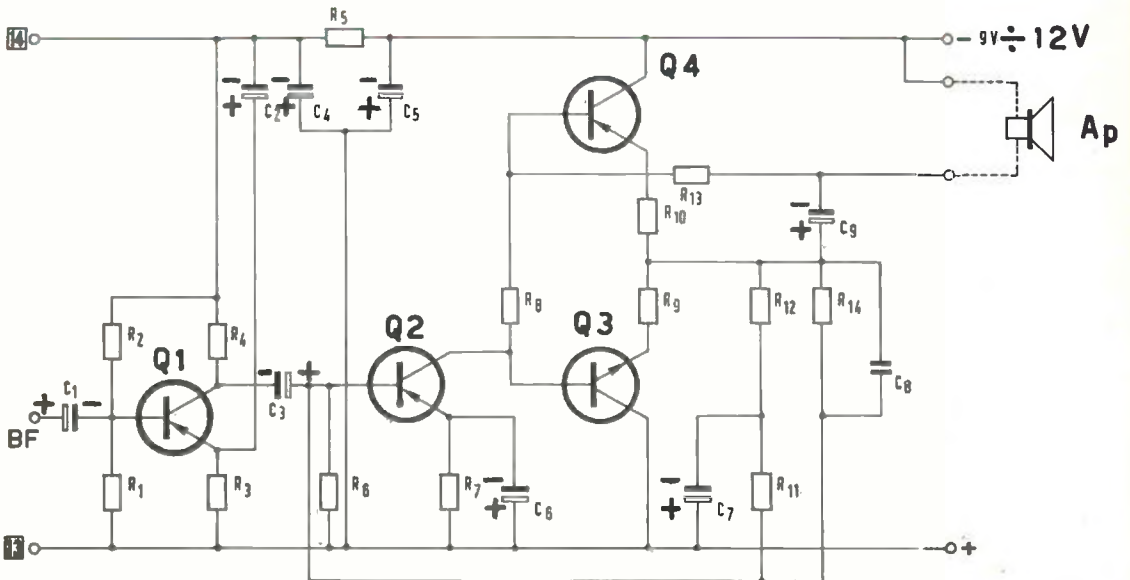 14
R5
- 9V÷12V
Q4
- + C2
- + C4
- + C5
Ap
R13
R10
- + C9
R2
R4
Q1
Q2
R8
Q3
R9
R12
R14
C8
+ C1 -
BF
- C3 +
R1
R3
R6
R7
- + C6
- + C7
R11
13
+